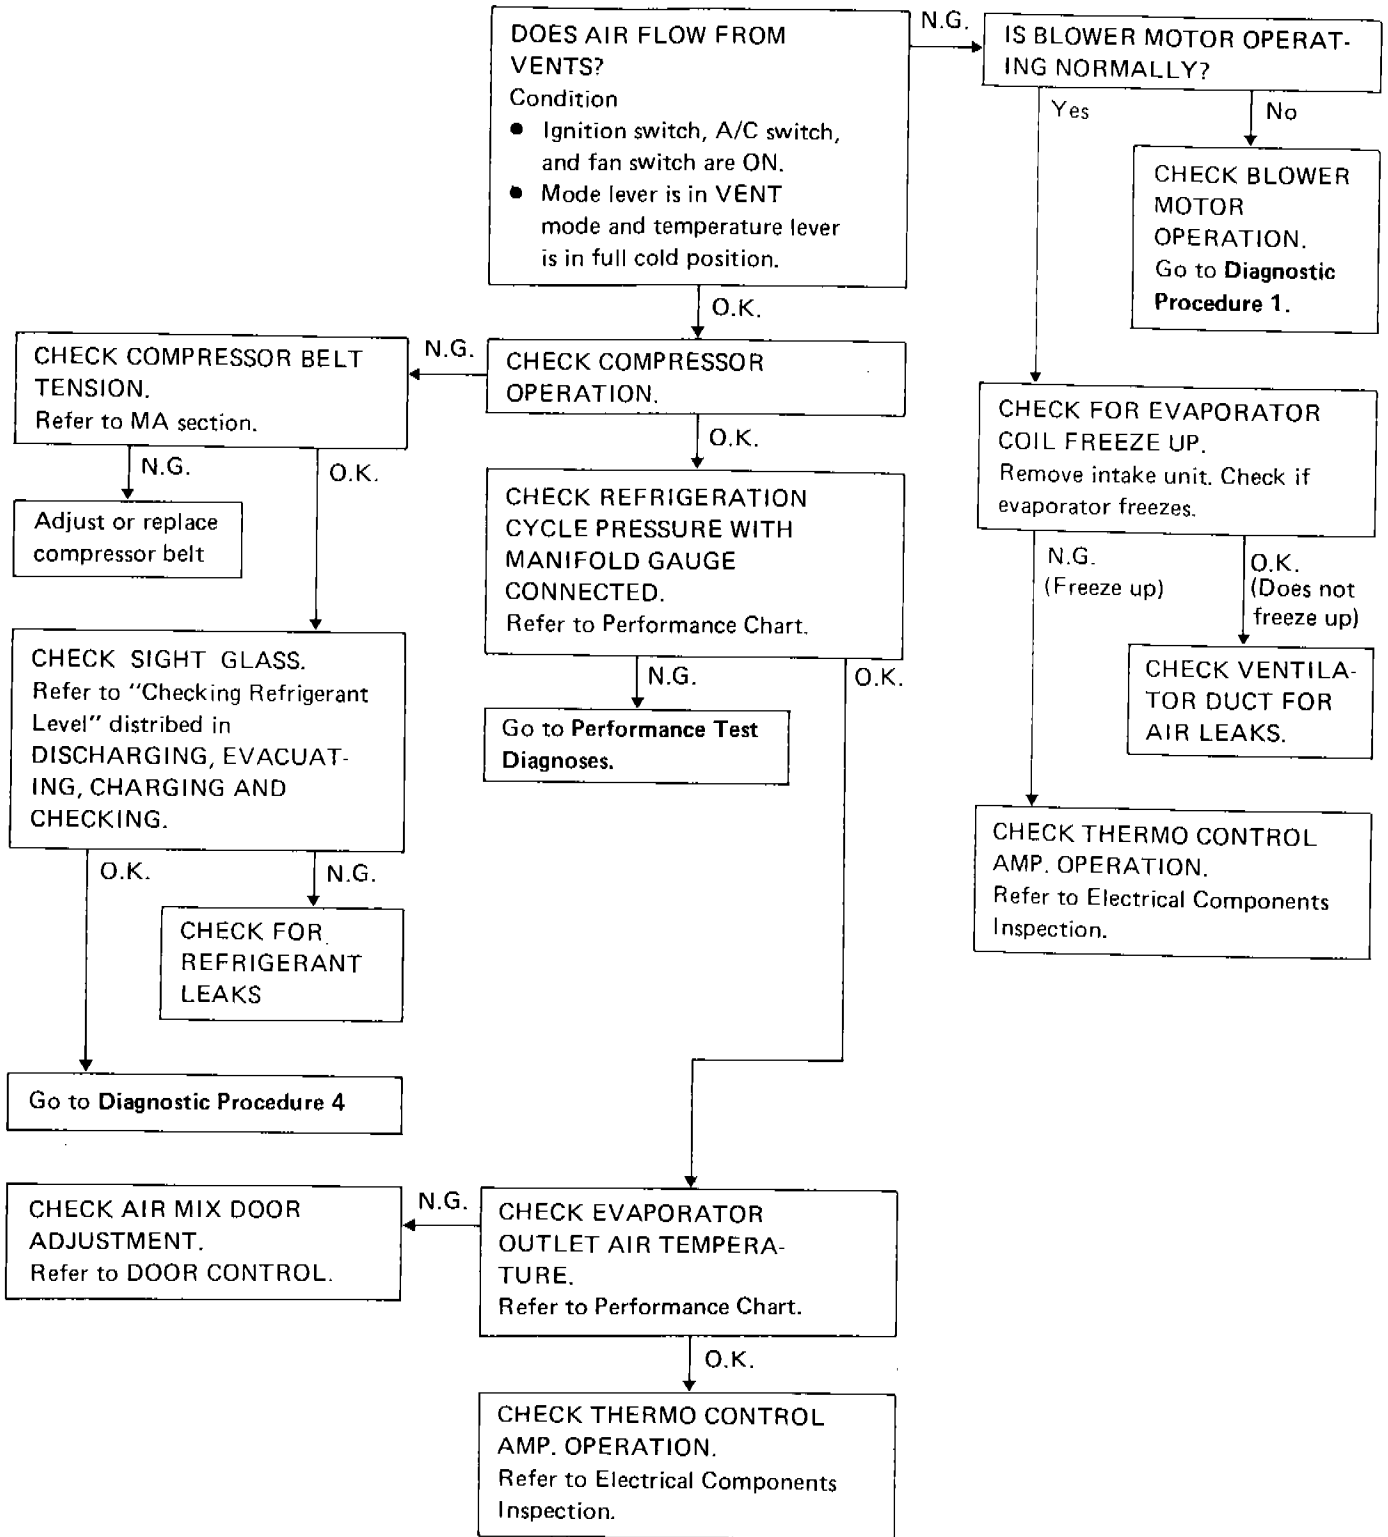 DOES AIR FLOW FROM
VENTS?
Condition
● Ignition switch, A/C switch,
and fan switch are ON.
● Mode lever is in VENT
mode and temperature lever
is in full cold position.
N.G.
IS BLOWER MOTOR OPERAT-
ING NORMALLY?
Yes
No
CHECK BLOWER
MOTOR
OPERATION.
Go to Diagnostic
Procedure 1.
O.K.
CHECK COMPRESSOR
OPERATION.
N.G.
CHECK COMPRESSOR BELT
TENSION.
Refer to MA section.
N.G.
O.K.
Adjust or replace
compressor belt
O.K.
CHECK REFRIGERATION
CYCLE PRESSURE WITH
MANIFOLD GAUGE
CONNECTED.
Refer to Performance Chart.
CHECK FOR EVAPORATOR
COIL FREEZE UP.
Remove intake unit. Check if
evaporator freezes.
N.G.
(Freeze up)
O.K.
(Does not
freeze up)
CHECK VENTILA-
TOR DUCT FOR
AIR LEAKS.
CHECK SIGHT GLASS.
Refer to "Checking Refrigerant
Level" distribed in
DISCHARGING, EVACUAT-
ING, CHARGING AND
CHECKING.
N.G.
O.K.
Go to Performance Test
Diagnoses.
CHECK THERMO CONTROL
AMP. OPERATION.
Refer to Electrical Components
Inspection.
O.K.
N.G.
CHECK FOR
REFRIGERANT
LEAKS
Go to Diagnostic Procedure 4
CHECK AIR MIX DOOR
ADJUSTMENT.
Refer to DOOR CONTROL.
N.G.
CHECK EVAPORATOR
OUTLET AIR TEMPERA-
TURE.
Refer to Performance Chart.
O.K.
CHECK THERMO CONTROL
AMP. OPERATION.
Refer to Electrical Components
Inspection.